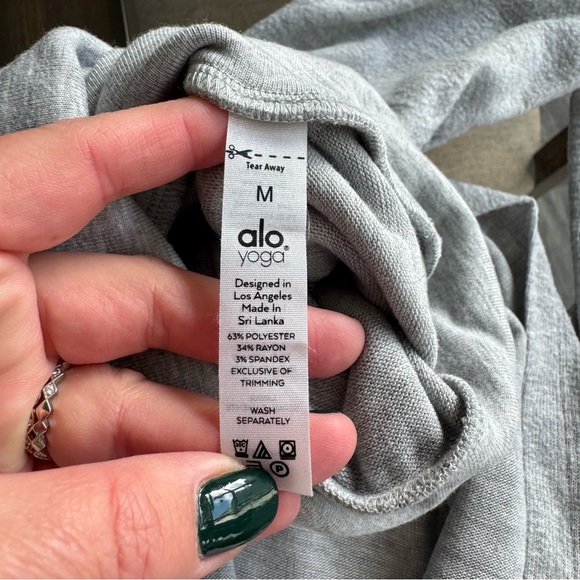 Tear Away
M
alo
yoga®
Designed in
Los Angeles
Made in
Sri Lanka
63% POLYESTER
34% RAYON
3% SPANDEX
EXCLUSIVE OF
TRIMMING
WASH
SEPARATELY